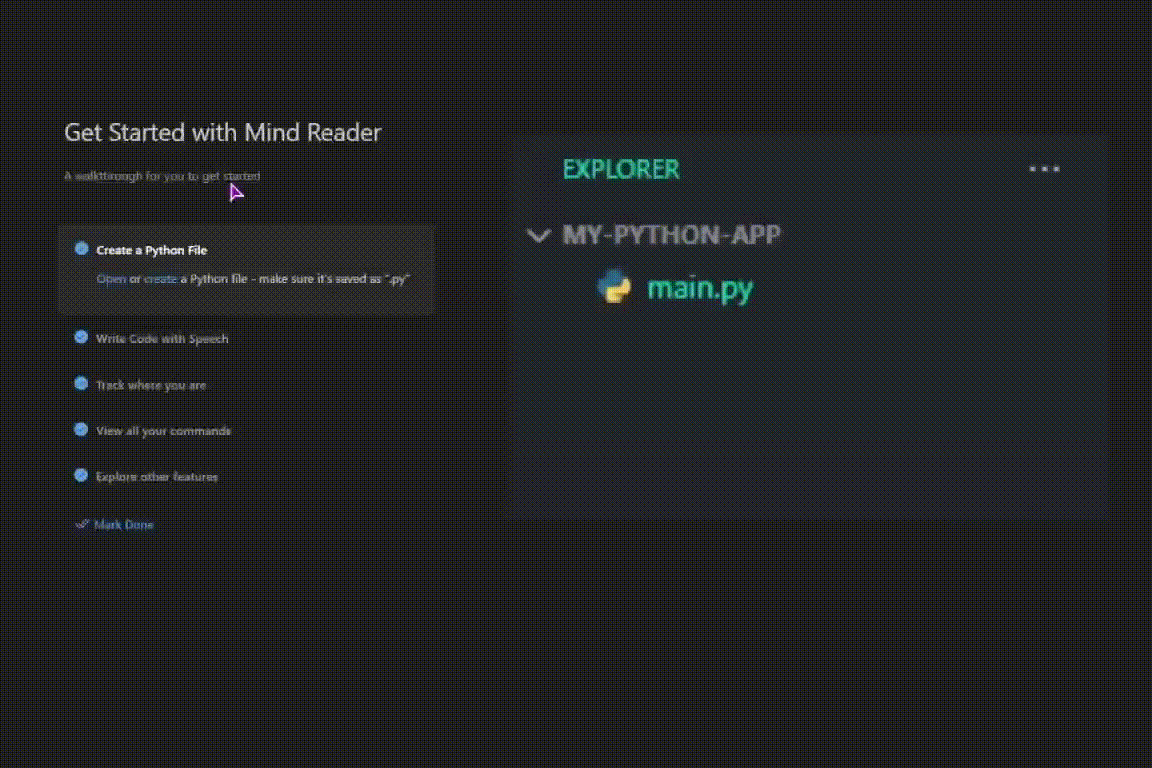 Get Started with Mind Reader
A walkthrough for you to get started
Create a Python File
Open or create a Python file - make sure it's saved as ".py"
Write Code with Speech
Track where you are
View all your commands
Explore other features
Mark Done
EXPLORER
MY-PYTHON-APP
main.py